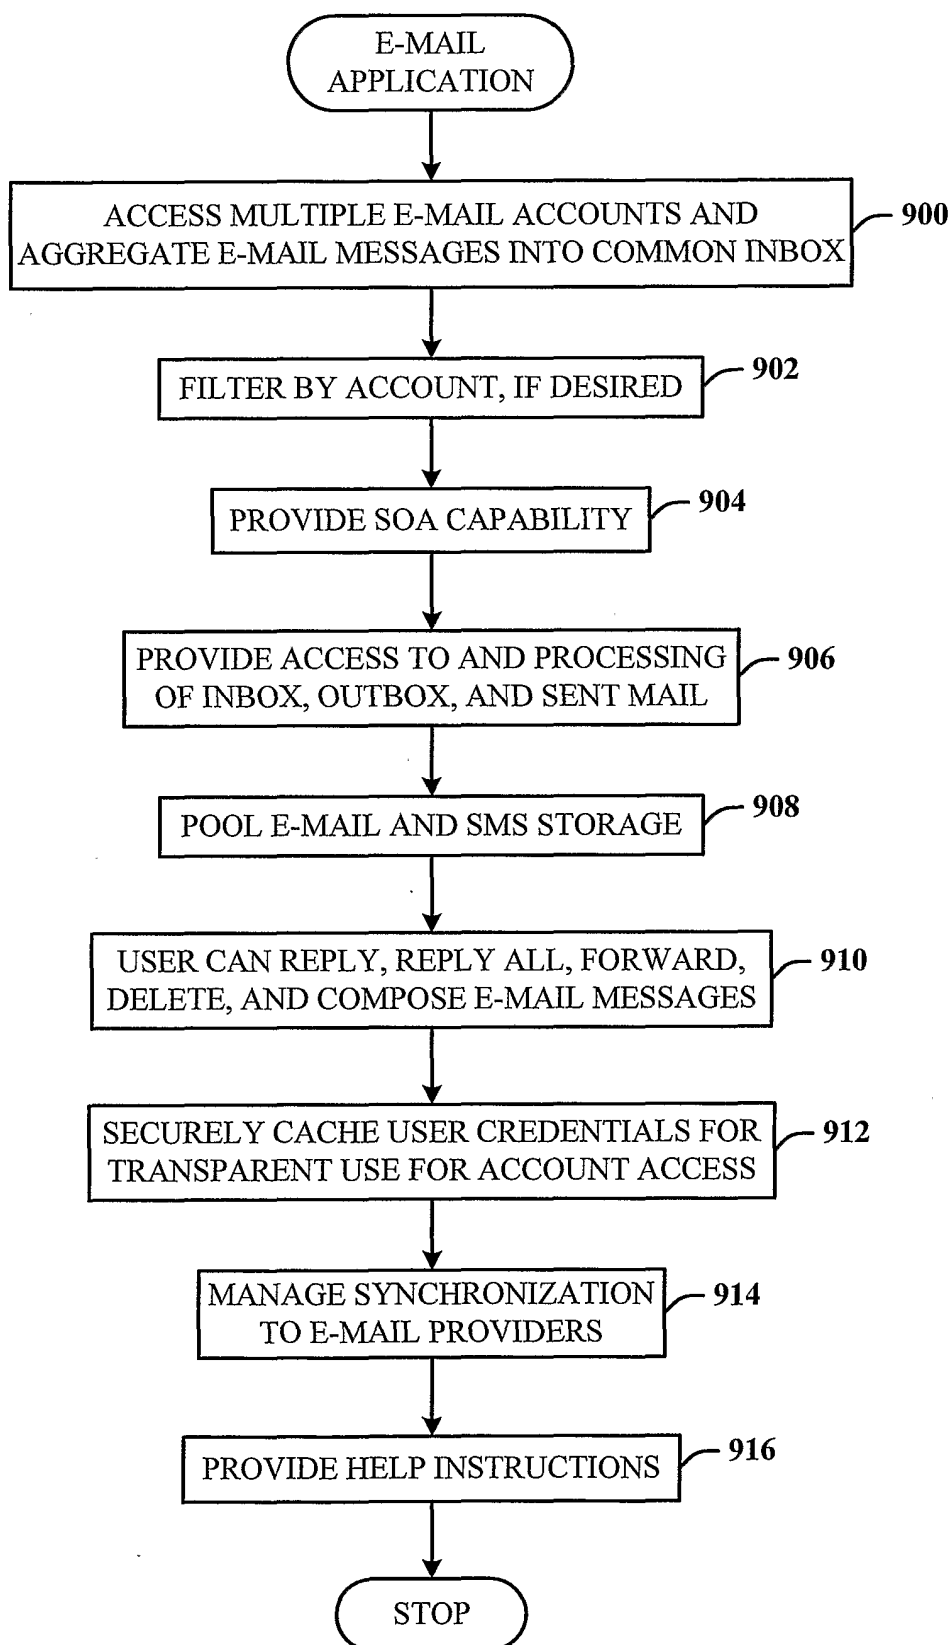 E-MAIL
APPLICATION
ACCESS MULTIPLE E-MAIL ACCOUNTS AND
AGGREGATE E-MAIL MESSAGES INTO COMMON INBOX
900
FILTER BY ACCOUNT, IF DESIRED
902
PROVIDE SOA CAPABILITY
904
PROVIDE ACCESS TO AND PROCESSING
OF INBOX, OUTBOX, AND SENT MAIL
906
POOL E-MAIL AND SMS STORAGE
908
USER CAN REPLY, REPLY ALL, FORWARD,
DELETE, AND COMPOSE E-MAIL MESSAGES
910
SECURELY CACHE USER CREDENTIALS FOR
TRANSPARENT USE FOR ACCOUNT ACCESS
912
MANAGE SYNCHRONIZATION
TO E-MAIL PROVIDERS
914
PROVIDE HELP INSTRUCTIONS
916
STOP